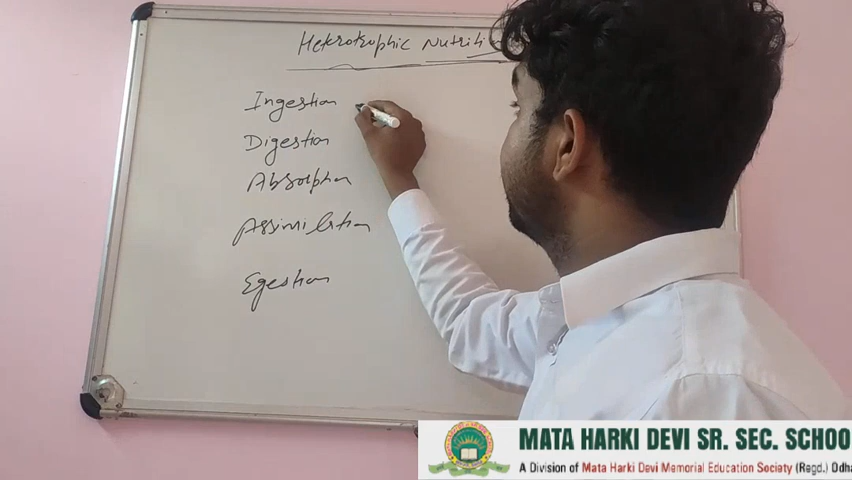 Heterotrophic Nutriti
Ingestion
Digestion
Absorption
Assimilation
Egestion
MATA HARKI DEVI SR. SEC. SCHOO
A Division of Mata Harki Devi Memorial Education Society (Regd.) Odha